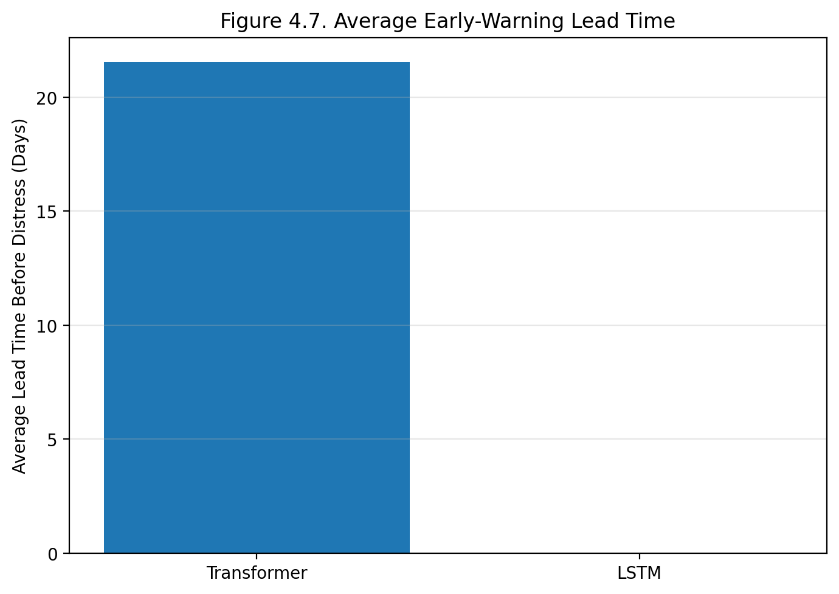 Figure 4.7. Average Early-Warning Lead Time
Average Lead Time Before Distress (Days)
20
15
10
5
0
Transformer LSTM